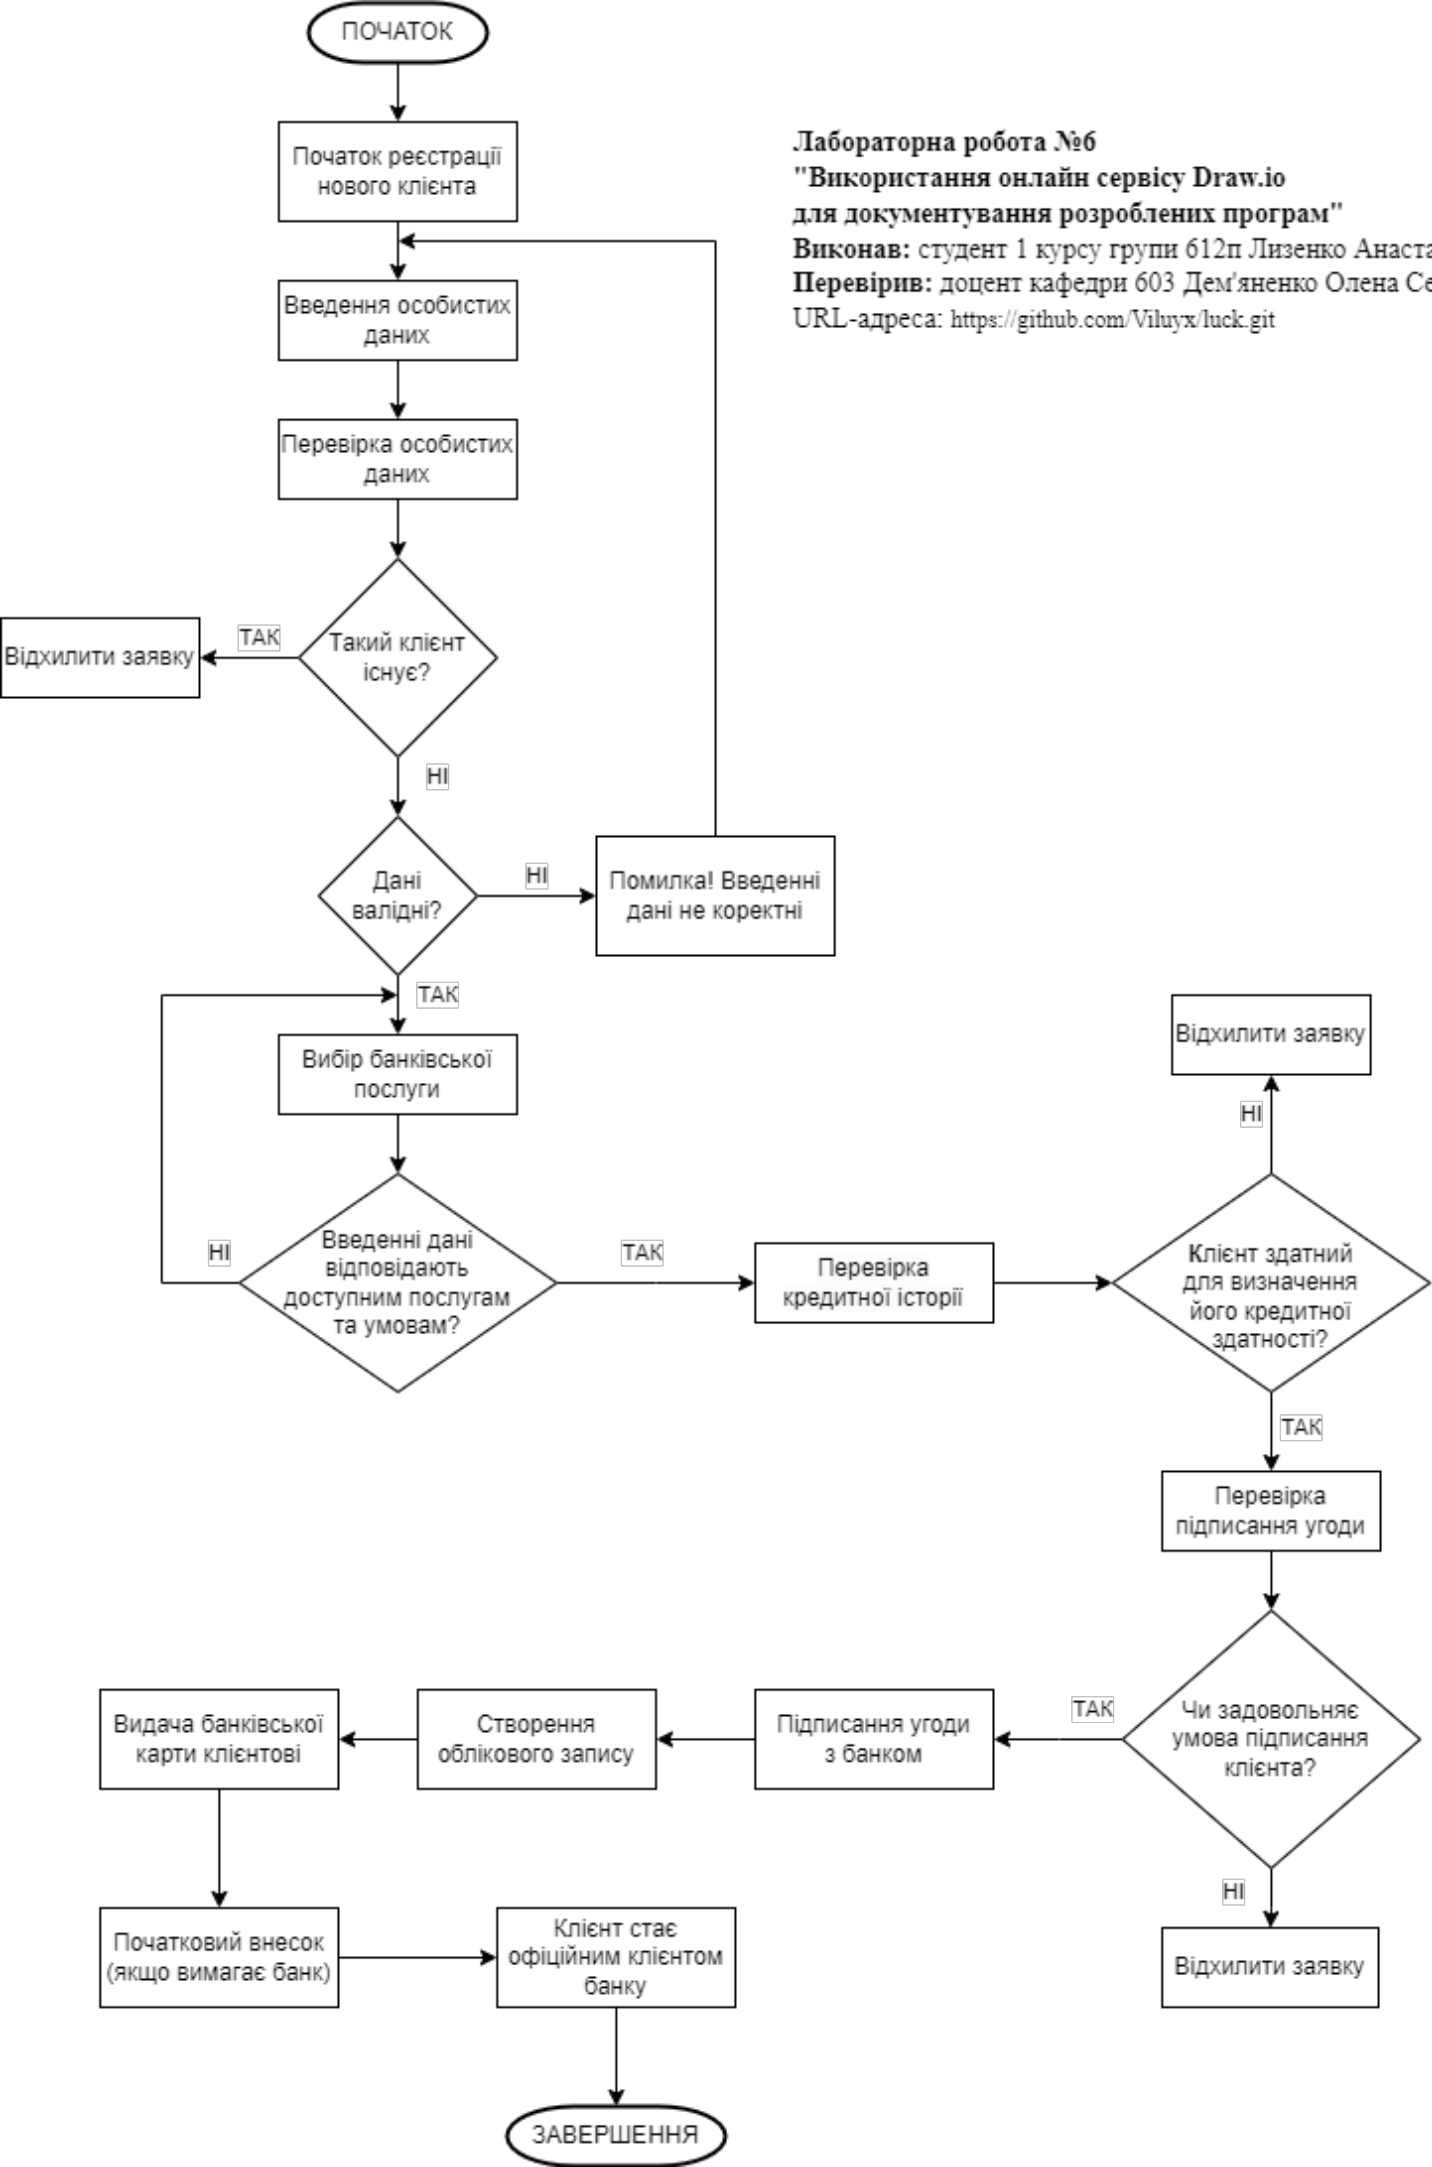 ПОЧАТОК
Початок реєстрації
нового клієнта
Лабораторна робота №6
"Використання онлайн сервісу Draw.io
для документування розроблених програм"
Виконав: студент 1 курсу групи 612п Лизенко
Перевірив: доцент кафедри 603 Дем'яненко Олена
URL-адреса: https://github.com/Viluyx/luck.git
Введення особистих
даних
Перевірка особистих
даних
Такий клієнт
існує?
ТАК
Відхилити заявку
НІ
Дані
валідні?
НІ
Помилка! Введенні
дані не коректні
ТАК
Вибір банківської
послуги
Введенні дані
відповідають
доступним послугам
та умовам?
НІ
ТАК
Перевірка
кредитної історії
Клієнт здатний
для визначення
його кредитної
здатності?
НІ
Відхилити заявку
ТАК
Перевірка
підписання угоди
Чи задовольняє
умова підписання
клієнта?
НІ
Відхилити заявку
ТАК
Підписання угоди
з банком
Створення
облікового запису
Видача банківської
карти клієнтові
Початковий внесок
(якщо вимагає банк)
Клієнт стає
офіційним клієнтом
банку
ЗАВЕРШЕННЯ